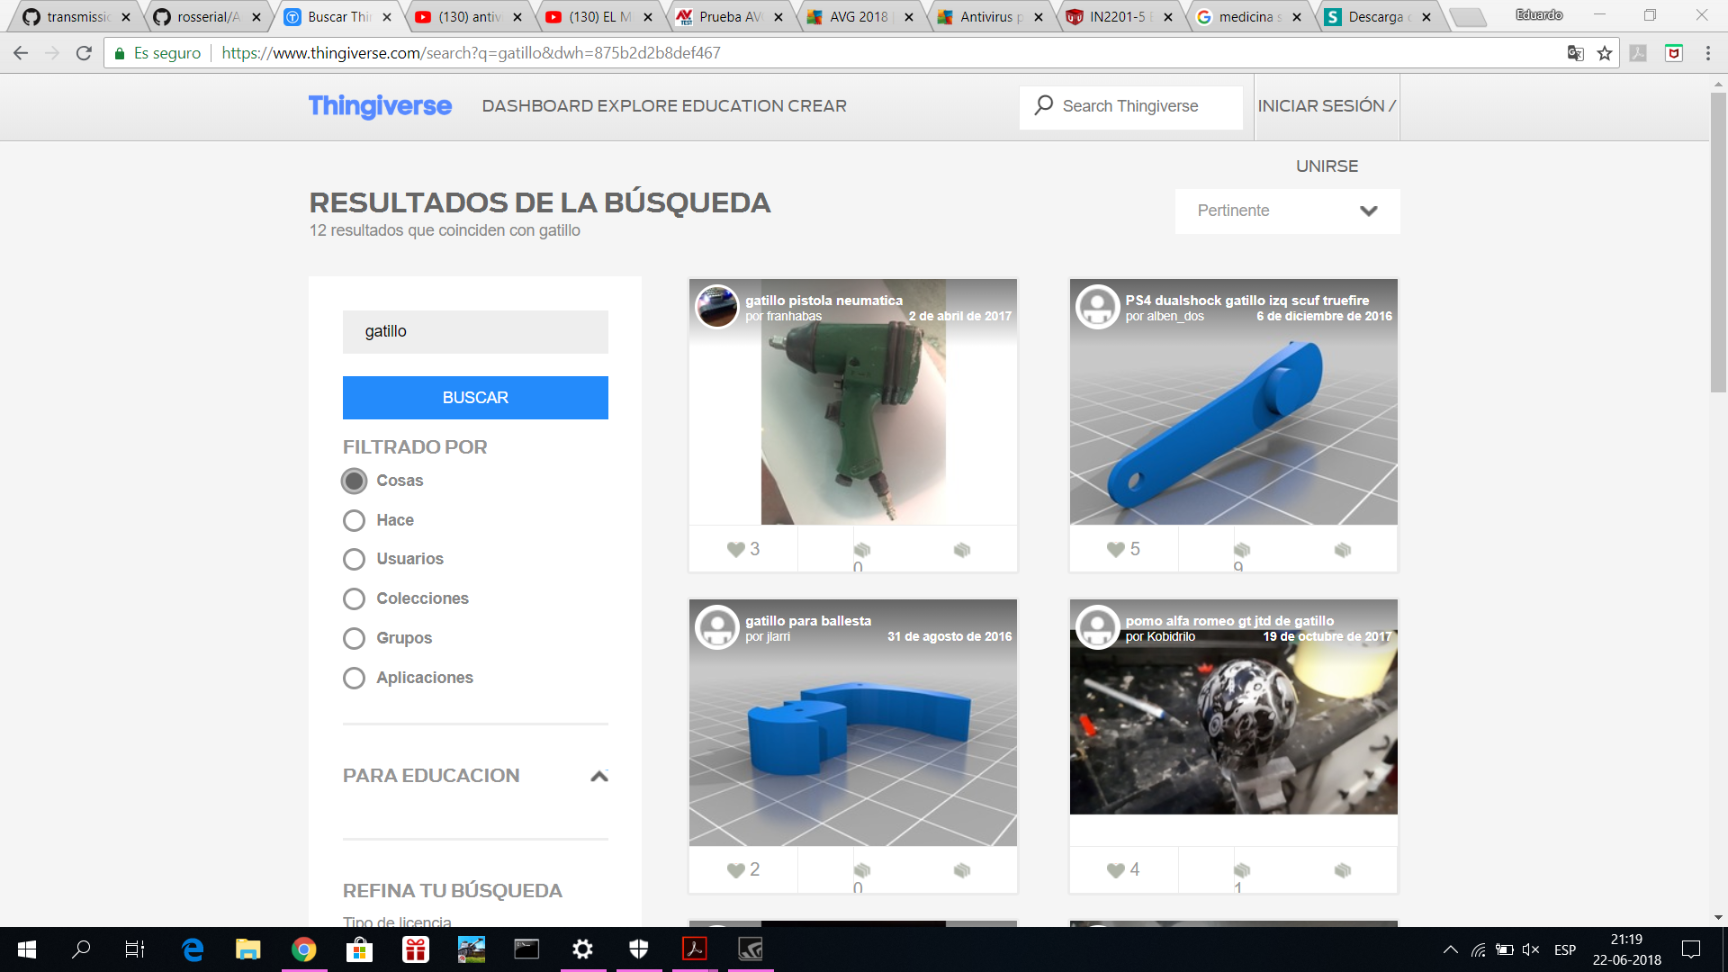 transmissic
rosserial/A
Buscar Thi
(130) antiv
(130) EL M
Prueba AV
AVG 2018
Antivirus p
IN2201-5
medicina s
Descarga
Eduardo
Es seguro
https://www.thingiverse.com/search?q=gatillo&dwh=875b2d2b8def467
Thingiverse
DASHBOARD EXPLORE EDUCATION CREAR
Search Thingiverse
INICIAR SESIÓN /
UNIRSE
RESULTADOS DE LA BÚSQUEDA
12 resultados que coinciden con gatillo
Pertinente
gatillo
BUSCAR
FILTRADO POR
Cosas
Hace
Usuarios
Colecciones
Grupos
Aplicaciones
PARA EDUCACION
REFINA TU BÚSQUEDA
Tipo de licencia
gatillo pistola neumatica
por franhabas 2 de abril de 2017
3 0
PS4 dualshock gatillo izq scuf truefire
por alben_dos 6 de diciembre de 2016
5 9
gatillo para ballesta
por jlarri 31 de agosto de 2016
2 0
pomo alfa romeo gt jtd de gatillo
por Kobidrilo 19 de octubre de 2017
4 1
ESP
21:19
22-06-2018